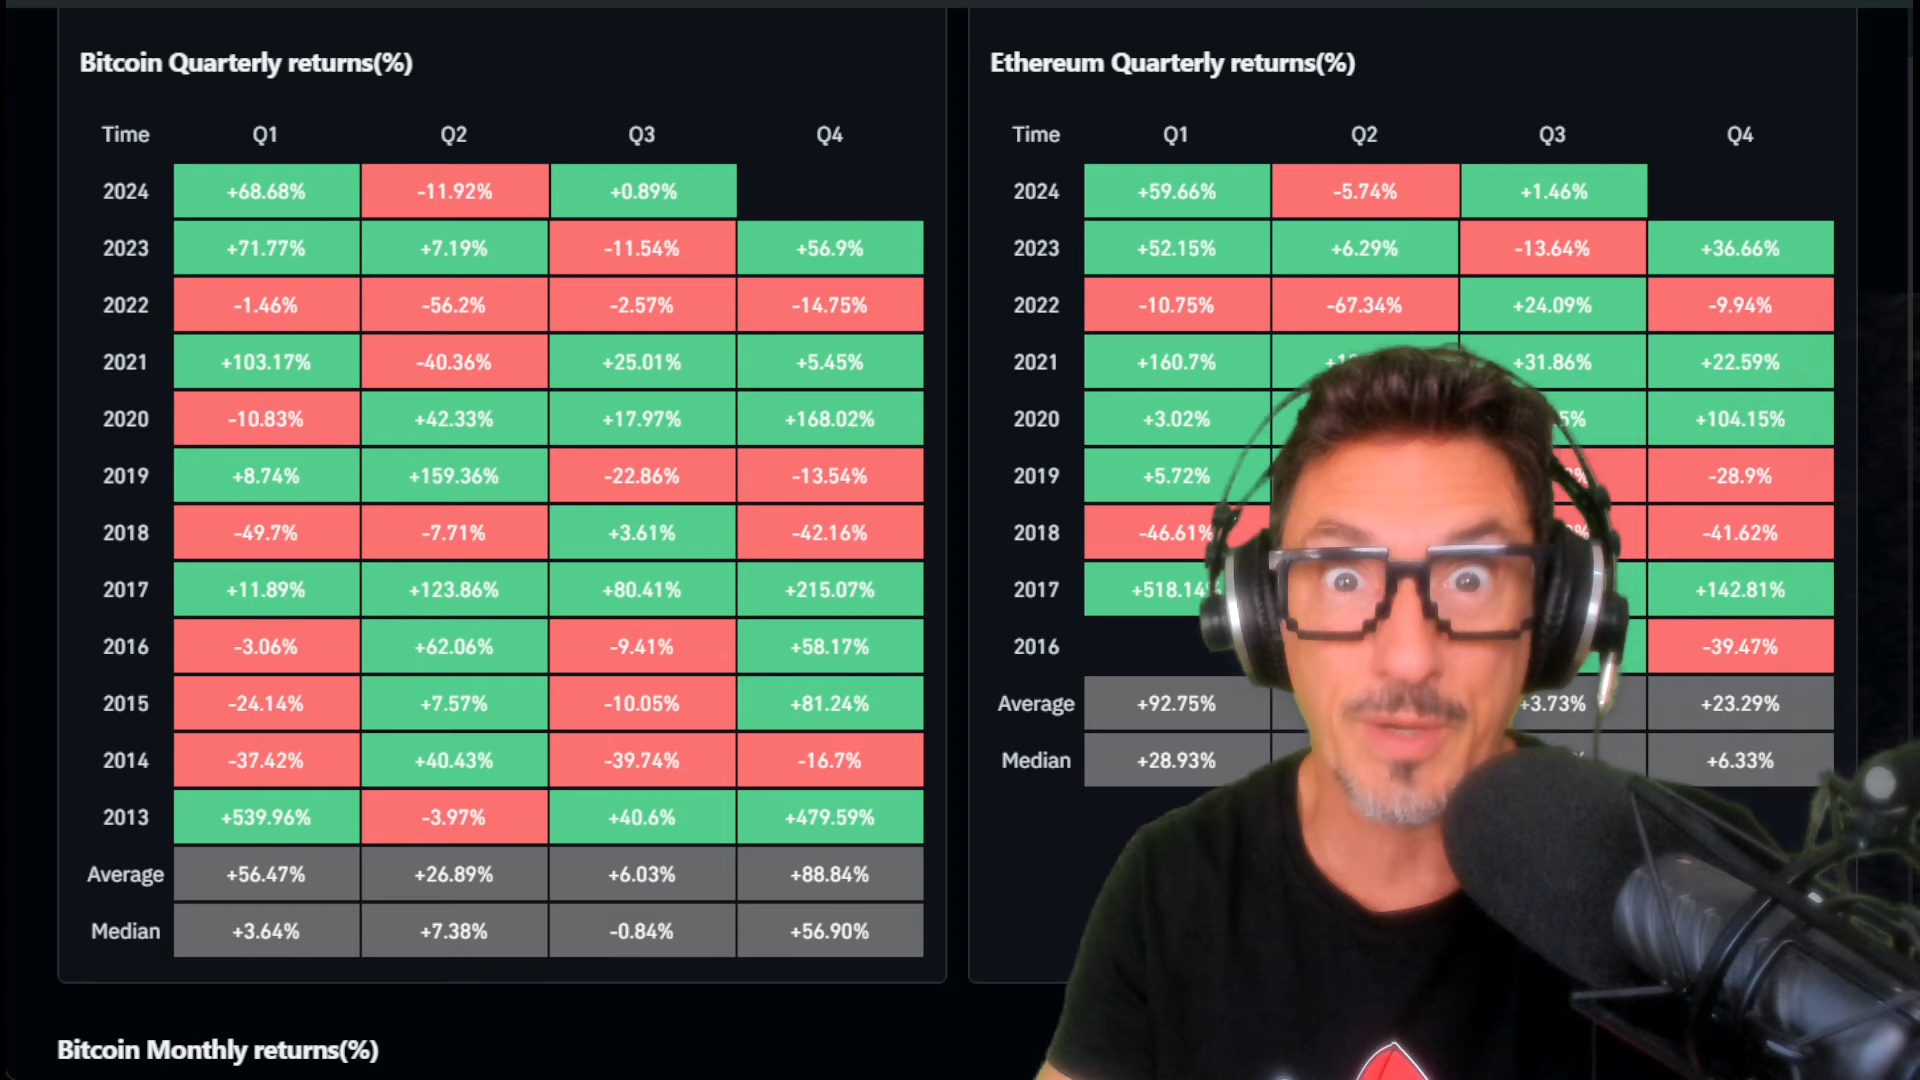 Bitcoin Quarterly returns(%)
Time Q1 Q2 Q3 Q4
2024 +68.68% -11.92% +0.89%
2023 +71.77% +7.19% -11.54% +56.9%
2022 -1.46% -56.2% -2.57% -14.75%
2021 +103.17% -40.36% +25.01% +5.45%
2020 -10.83% +42.33% +17.97% +168.02%
2019 +8.74% +159.36% -22.86% -13.54%
2018 -49.7% -7.71% +3.61% -42.16%
2017 +11.89% +123.86% +80.41% +215.07%
2016 -3.06% +62.06% -9.41% +58.17%
2015 -24.14% +7.57% -10.05% +81.24%
2014 -37.42% +40.43% -39.74% -16.7%
2013 +539.96% -3.97% +40.6% +479.59%
Average +56.47% +26.89% +6.03% +88.84%
Median +3.64% +7.38% -0.84% +56.90%
Ethereum Quarterly returns(%)
Time Q1 Q2 Q3 Q4
2024 +59.66% -5.74% +1.46%
2023 +52.15% +6.29% -13.64% +36.66%
2022 -10.75% -67.34% +24.09% -9.94%
2021 +160.7% +31.86% +22.59%
2020 +3.02% +104.15%
2019 +5.72% -28.9%
2018 -46.61% -41.62%
2017 +518.14% +142.81%
2016 -39.47%
Average +92.75% +3.73% +23.29%
Median +28.93% +6.33%
Bitcoin Monthly returns(%)